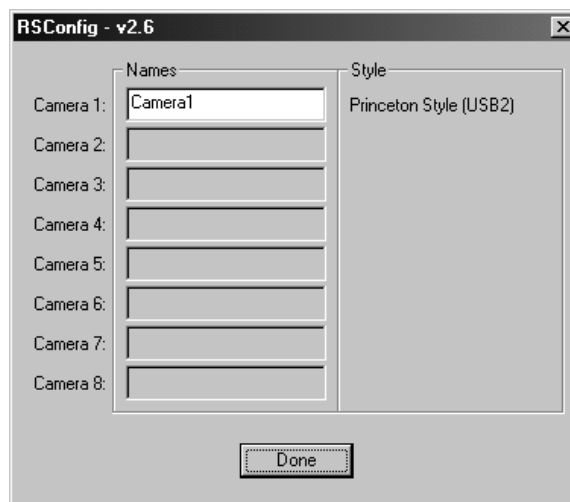 RSConfig - v2.6
Names
Style
Camera 1:
Camera1
Princeton Style (USB2)
Camera 2:
Camera 3:
Camera 4:
Camera 5:
Camera 6:
Camera 7:
Camera 8:
Done